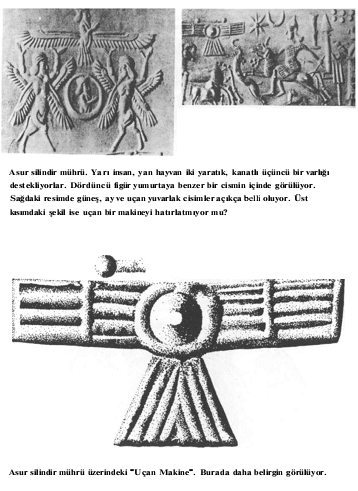 Asur silindir mührü. Yarı insan, yan hayvan iki yaratık, kanatlı üçüncü bir varlığı
destekliyorlar. Dördüncü figür yumurtaya benzer bir cismin içinde görülüyor.
Sağdaki resimde güneş, ay ve uçan yuvarlak cisimler açıkça belli oluyor. Üst
kısımdaki şekil ise uçan bir makineyi hatırlatmıyor mu?
Asur silindir mührü üzerindeki "Uçan Makine". Burada daha belirgin görülüyor.